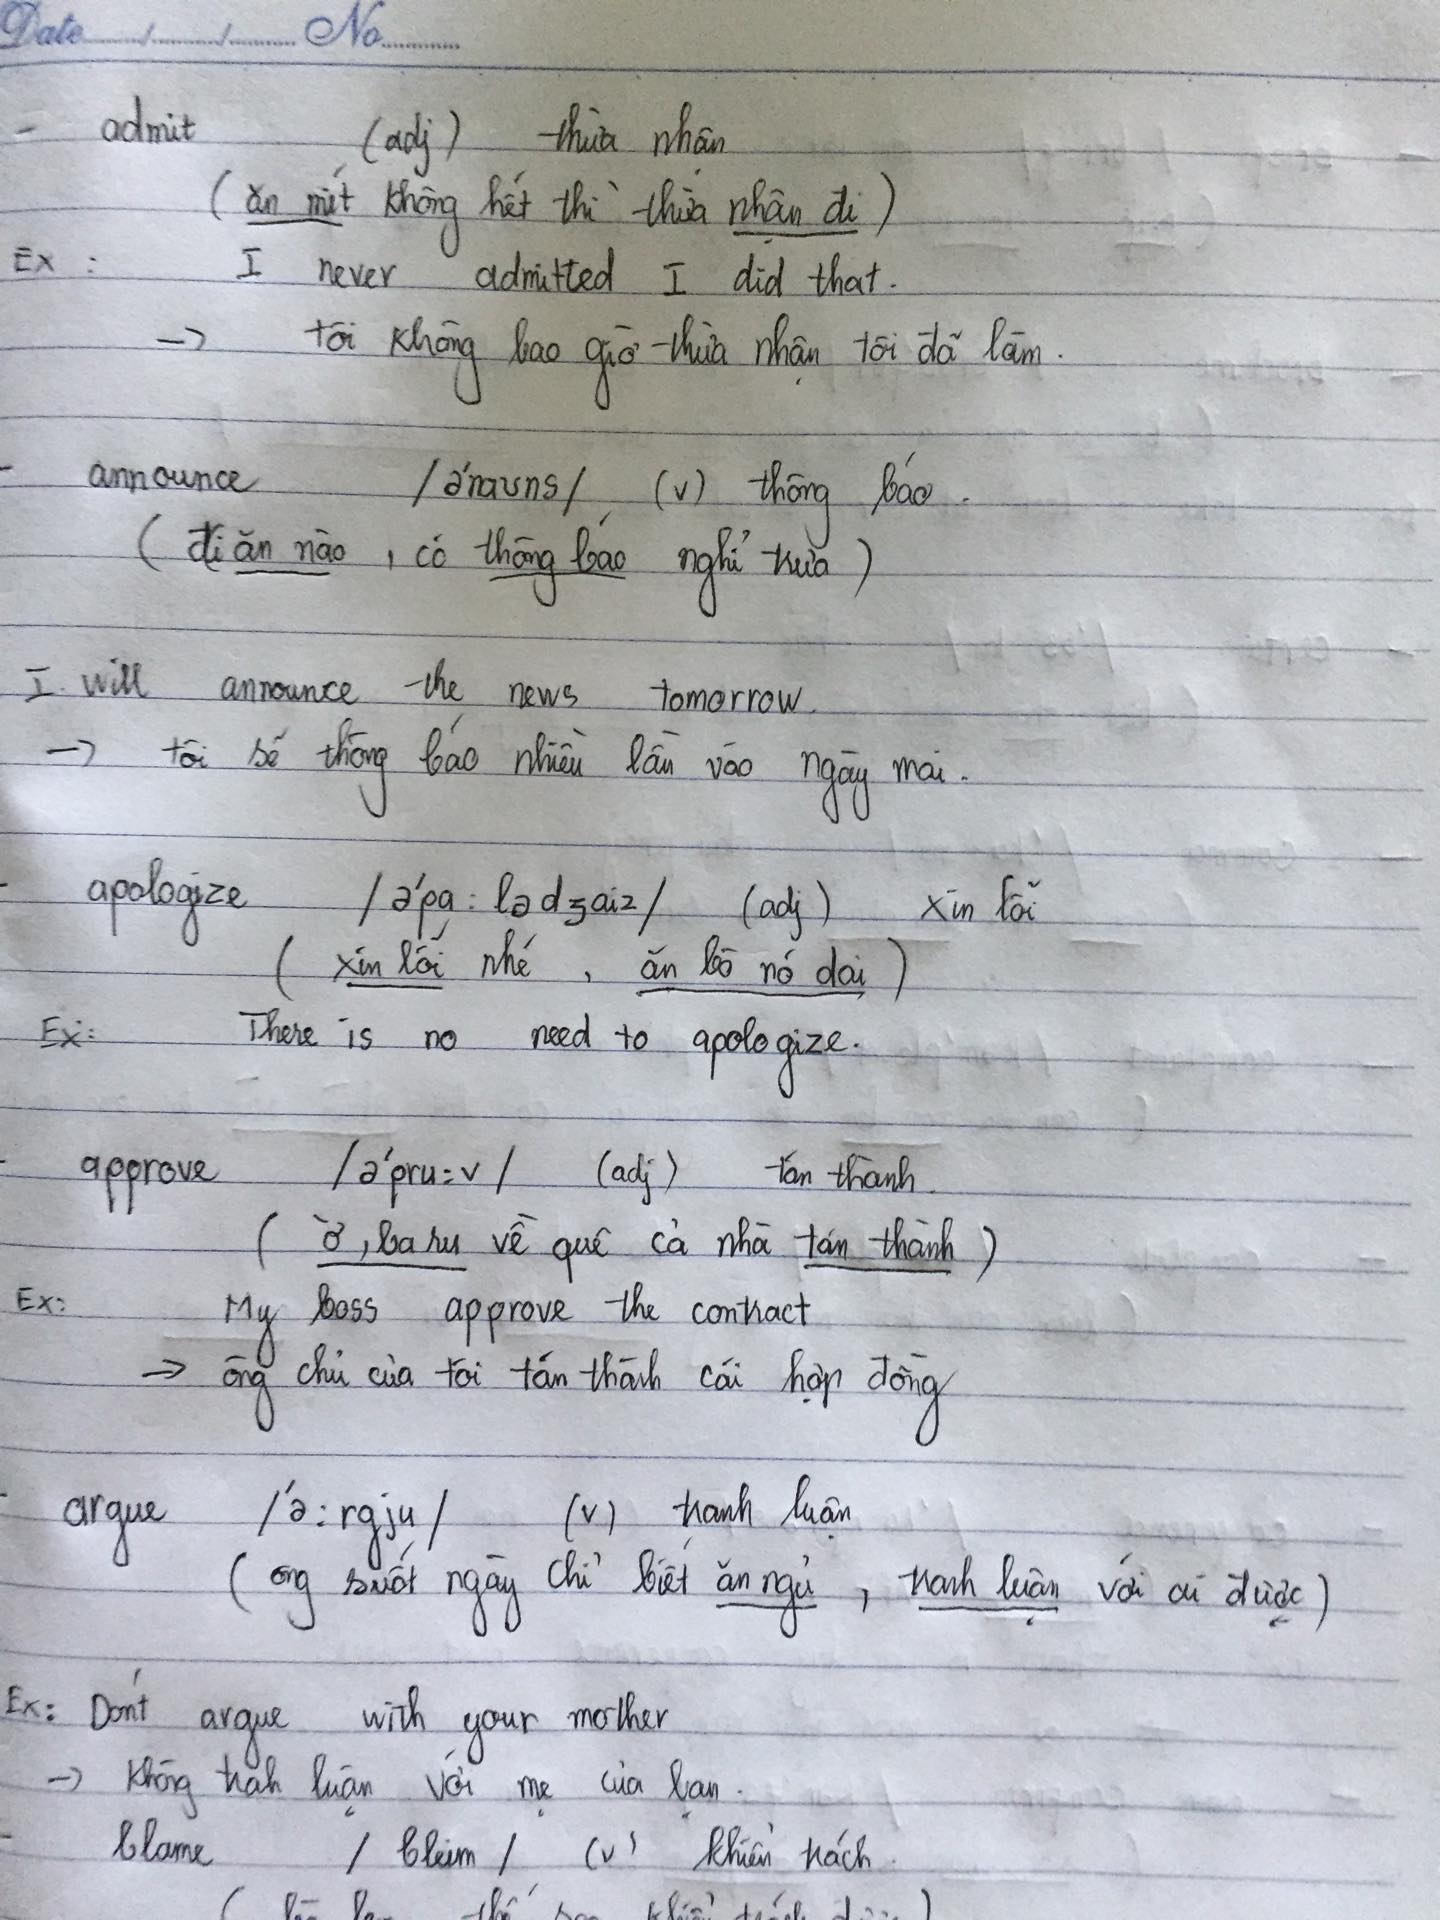 Date....../....../......... No............
- admit (adj) thừa nhận
( ăn mít không hết thì thừa nhận đi )
Ex : I never admitted I did that.
→ tôi không bao giờ thừa nhận tôi đã làm.
- announce /ə'naʊns/ (v) thông báo.
( đi ăn nào , có thông báo nghỉ trưa )
I will announce the news tomorrow.
→ tôi sẽ thông báo nhiều lần vào ngày mai.
- apologize /ə'pɑ:lədʒaiz/ (adj) xin lỗi
( xin lỗi nhé , ăn bò nó dai )
Ex: There is no need to apologize.
- approve /ə'pru:v/ (adj) tán thành.
( ờ, ba ru về quê cả nhà tán thành )
Ex: My boss approve the contract
→ ông chủ của tôi tán thành cái hợp đồng
- argue /'ə:rgju/ (v) tranh luận
( ông suốt ngày chỉ biết ăn ngủ , tranh luận với ai được )
Ex: Don't argue with your mother
→ không trah luận với mẹ của bạn.
- blame /bleim/ (v) khiển trách.